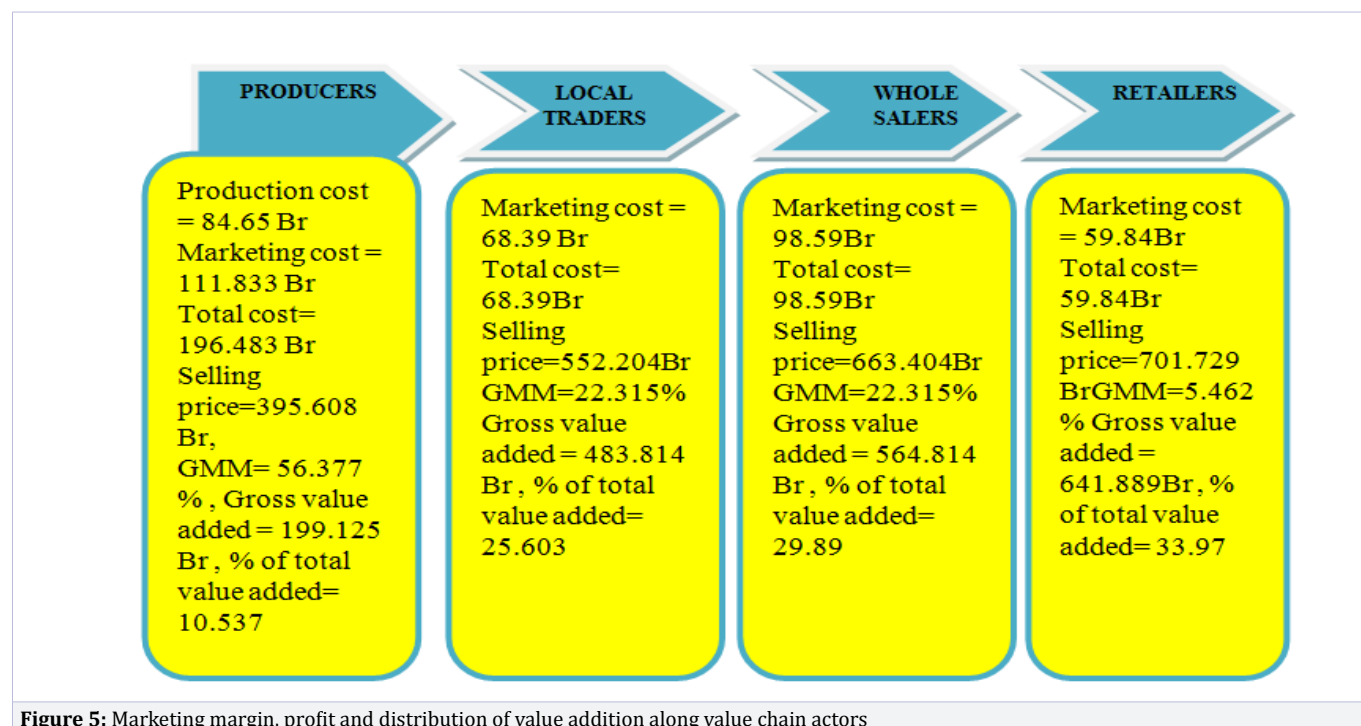 PRODUCERS
LOCAL
TRADERS
WHOLE
SALERS
RETAILERS
Production cost
= 84.65 Br
Marketing cost =
111.833 Br
Total cost=
196.483 Br
Selling
price=395.608
Br,
GMM= 56.377
% , Gross value
added = 199.125
Br , % of total
value added=
10.537
Marketing cost =
68.39 Br
Total cost=
68.39Br
Selling
price=552.204Br
GMM=22.315%
Gross value
added = 483.814
Br , % of total
value added=
25.603
Marketing cost =
98.59Br
Total cost=
98.59Br
Selling
price=663.404Br
GMM=22.315%
Gross value
added = 564.814
Br , % of total
value added=
29.89
Marketing cost
= 59.84Br
Total cost=
59.84Br
Selling
price=701.729
BrGMM=5.462
% Gross value
added =
641.889Br , %
of total value
added= 33.97
Figure 5: Marketing margin, profit and distribution of value addition along value chain actors